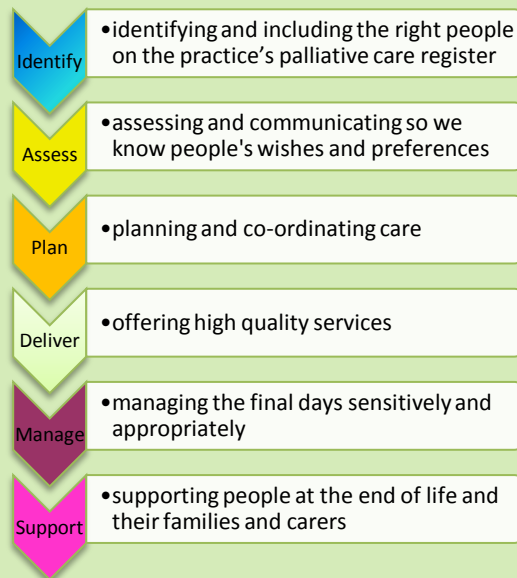 Identify
•identifying and including the right people
on the practice’s palliative care register
Assess
•assessing and communicating so we
know people's wishes and preferences
Plan
•planning and co-ordinating care
Deliver
•offering high quality services
Manage
•managing the final days sensitively and
appropriately
Support
•supporting people at the end of life and
their families and carers